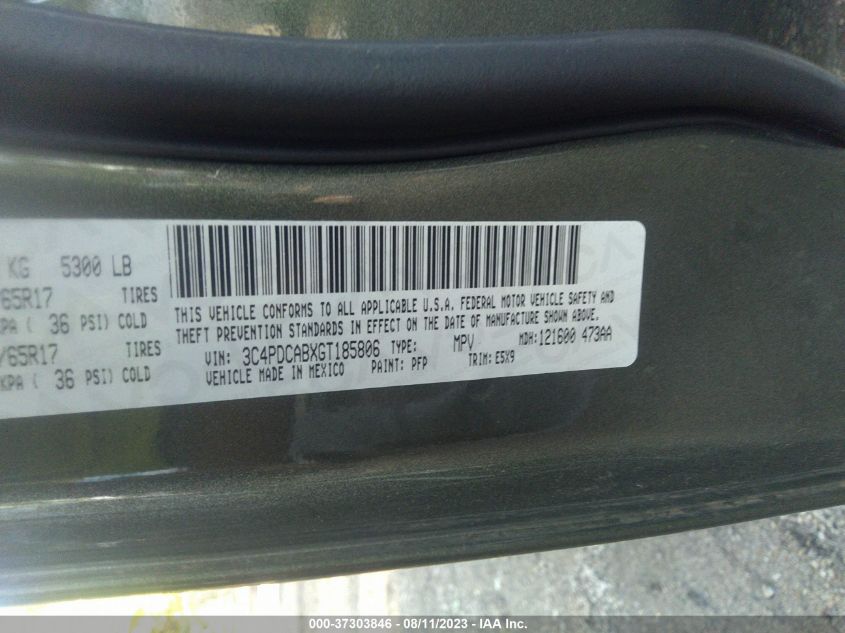 KG 5300 LB
/65R17 TIRES
KPA ( 36 PSI) COLD
/65R17 TIRES
KPA ( 36 PSI) COLD
THIS VEHICLE CONFORMS TO ALL APPLICABLE U.S.A. FEDERAL MOTOR VEHICLE SAFETY AND
THEFT PREVENTION STANDARDS IN EFFECT ON THE DATE OF MANUFACTURE SHOWN ABOVE.
VIN: 3C4PDCABXGT185806 TYPE: MPV MDH: 121600 473AA
VEHICLE MADE IN MEXICO PAINT: PFP TRIM: E5X9
000-37303846 - 08/11/2023 - IAA Inc.